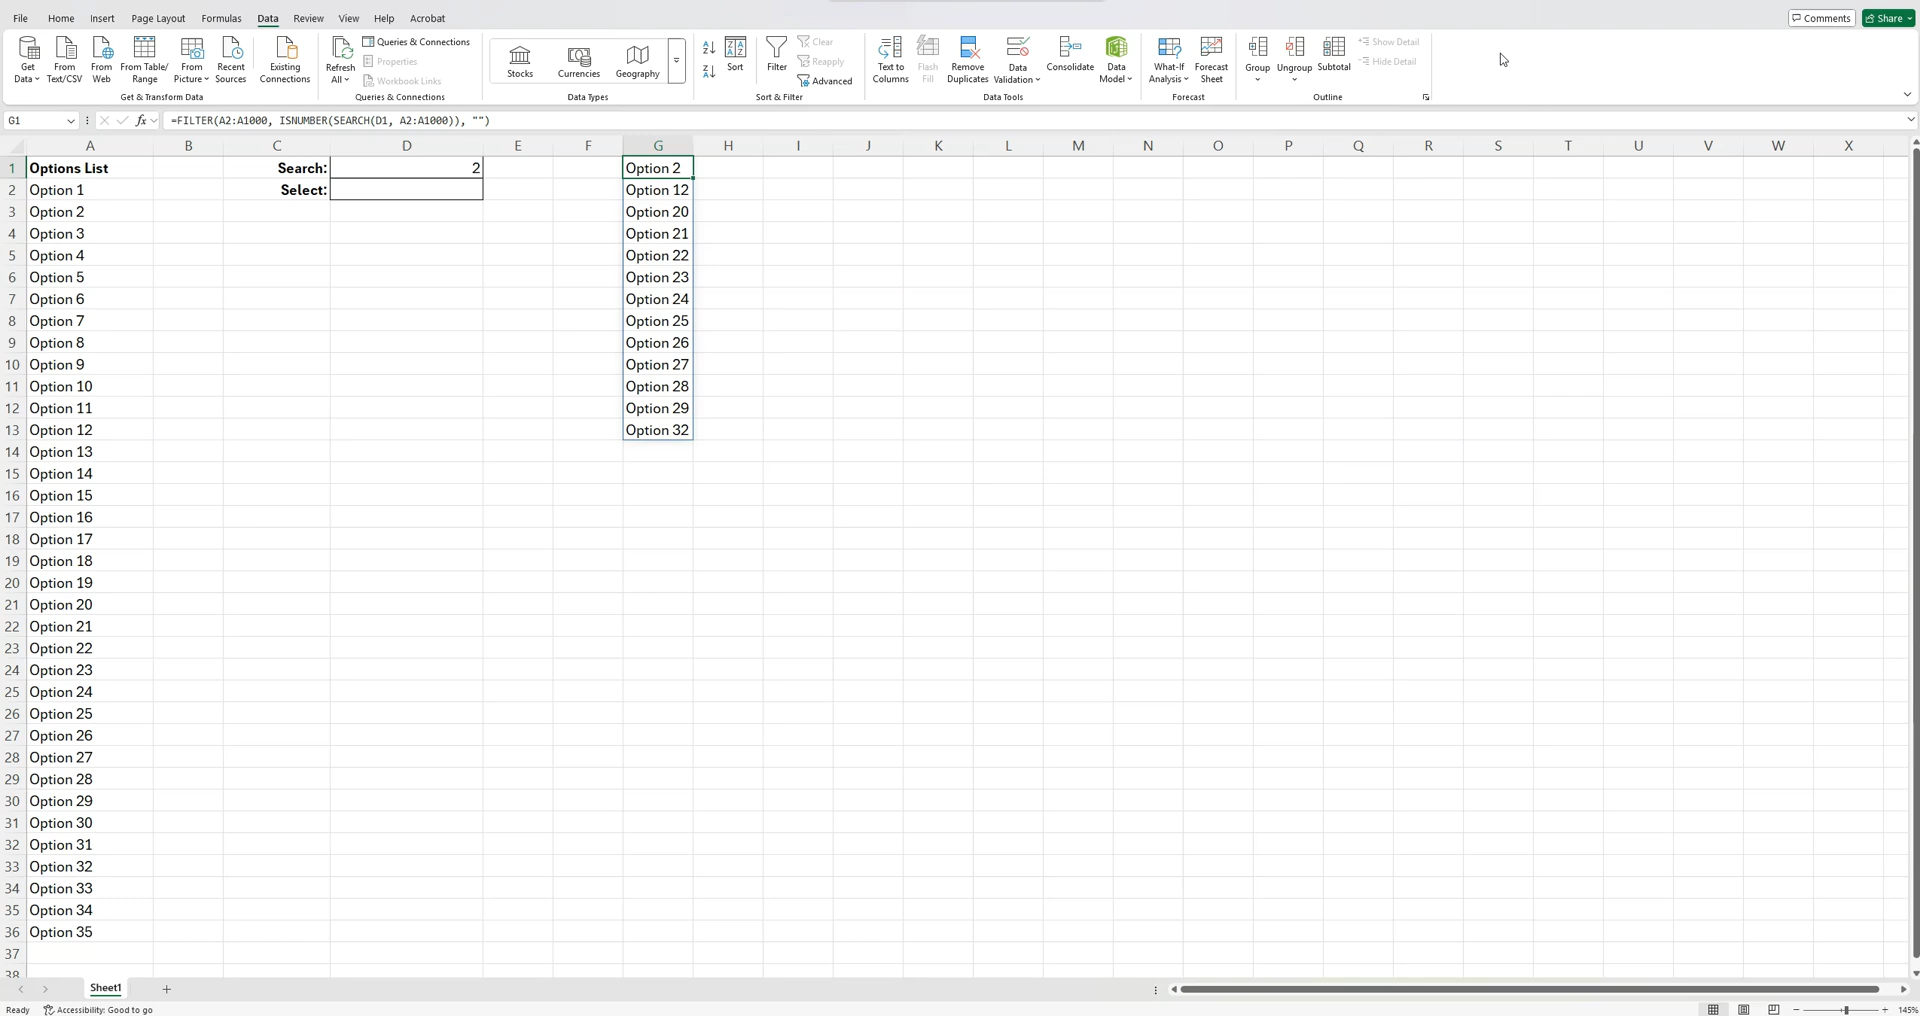 File Home Insert Page Layout Formulas Data Review View Help Acrobat Comments Share
Get Data From Text/CSV From Web From Table/ Range From Picture Recent Sources Existing Connections
Get & Transform Data
Refresh All Queries & Connections Properties Workbook Links
Queries & Connections
Stocks Currencies Geography
Data Types
Sort Filter Clear Reapply Advanced
Sort & Filter
Text to Columns Flash Fill Remove Duplicates Data Validation Consolidate Data Model
Data Tools
What-If Analysis Forecast Sheet
Forecast
Group Ungroup Subtotal Show Detail Hide Detail
Outline
G1 fx =FILTER(A2:A1000, ISNUMBER(SEARCH(D1, A2:A1000)), "")
A B C D E F G H I J K L M N O P Q R S T U V W X
1 Options List Search: 2 Option 2
2 Option 1 Select: Option 12
3 Option 2 Option 20
4 Option 3 Option 21
5 Option 4 Option 22
6 Option 5 Option 23
7 Option 6 Option 24
8 Option 7 Option 25
9 Option 8 Option 26
10 Option 9 Option 27
11 Option 10 Option 28
12 Option 11 Option 29
13 Option 12 Option 32
14 Option 13
15 Option 14
16 Option 15
17 Option 16
18 Option 17
19 Option 18
20 Option 19
21 Option 20
22 Option 21
23 Option 22
24 Option 23
25 Option 24
26 Option 25
27 Option 26
28 Option 27
29 Option 28
30 Option 29
31 Option 30
32 Option 31
33 Option 32
34 Option 33
35 Option 34
36 Option 35
37
38
Sheet1
Ready Accessibility: Good to go 145%